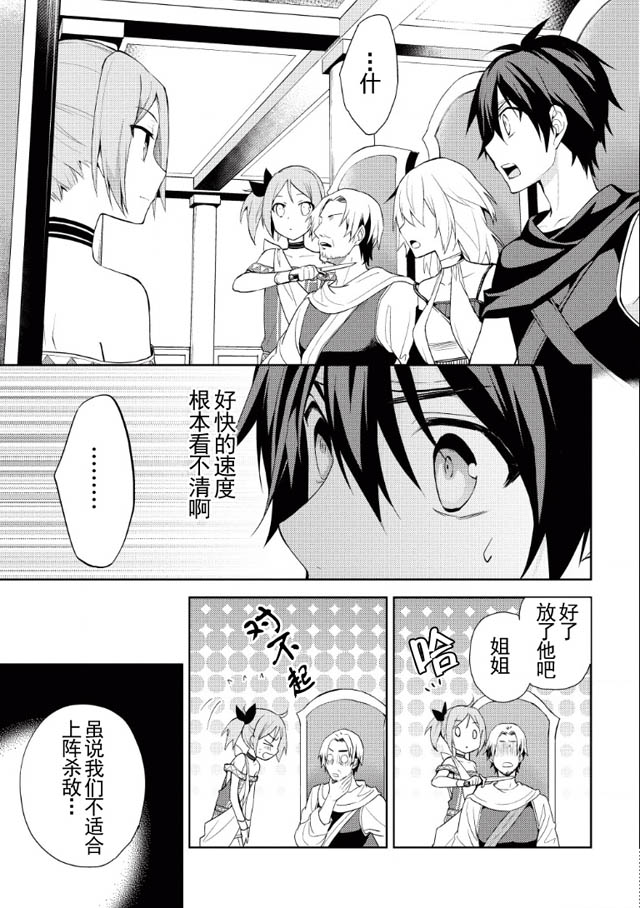 …什
好快的速度
根本看不清啊
………
好了
放了他吧
姐姐
哈
对不起
虽说我们不适合
上阵杀敌…